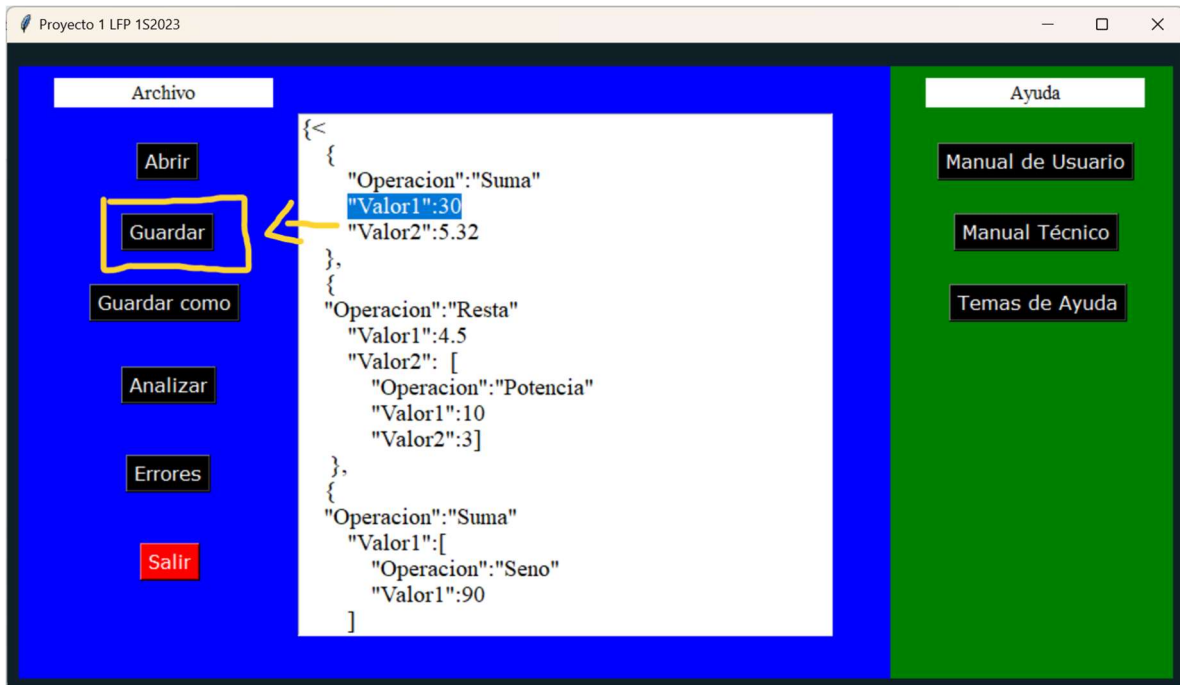 Proyecto 1 LFP 1S2023
Archivo
Abrir
Guardar
Guardar como
Analizar
Errores
Salir
{<
{
"Operacion":"Suma"
"Valor1":30
"Valor2":5.32
},
{
"Operacion":"Resta"
"Valor1":4.5
"Valor2": [
"Operacion":"Potencia"
"Valor1":10
"Valor2":3]
},
{
"Operacion":"Suma"
"Valor1":[
"Operacion":"Seno"
"Valor1":90
]
Ayuda
Manual de Usuario
Manual Técnico
Temas de Ayuda